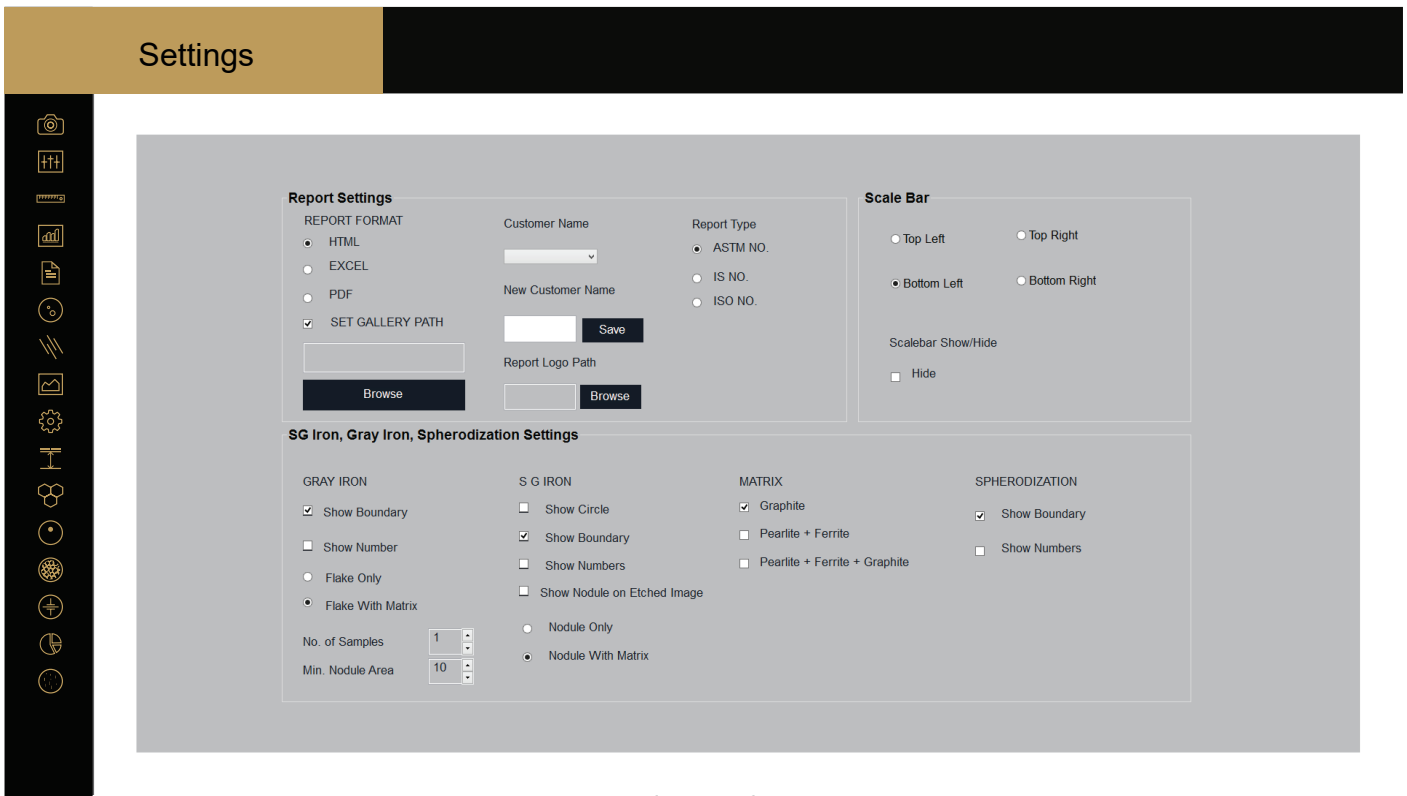 Settings
Report Settings
REPORT FORMAT
HTML
EXCEL
PDF
SET GALLERY PATH
Browse
Customer Name
New Customer Name
Save
Report Logo Path
Browse
Report Type
ASTM NO.
IS NO.
ISO NO.
Scale Bar
Top Left
Top Right
Bottom Left
Bottom Right
Scalebar Show/Hide
Hide
SG Iron, Gray Iron, Spherodization Settings
GRAY IRON
Show Boundary
Show Number
Flake Only
Flake With Matrix
No. of Samples 1
Min. Nodule Area 10
S G IRON
Show Circle
Show Boundary
Show Numbers
Show Nodule on Etched Image
Nodule Only
Nodule With Matrix
MATRIX
Graphite
Pearlite + Ferrite
Pearlite + Ferrite + Graphite
SPHERODIZATION
Show Boundary
Show Numbers